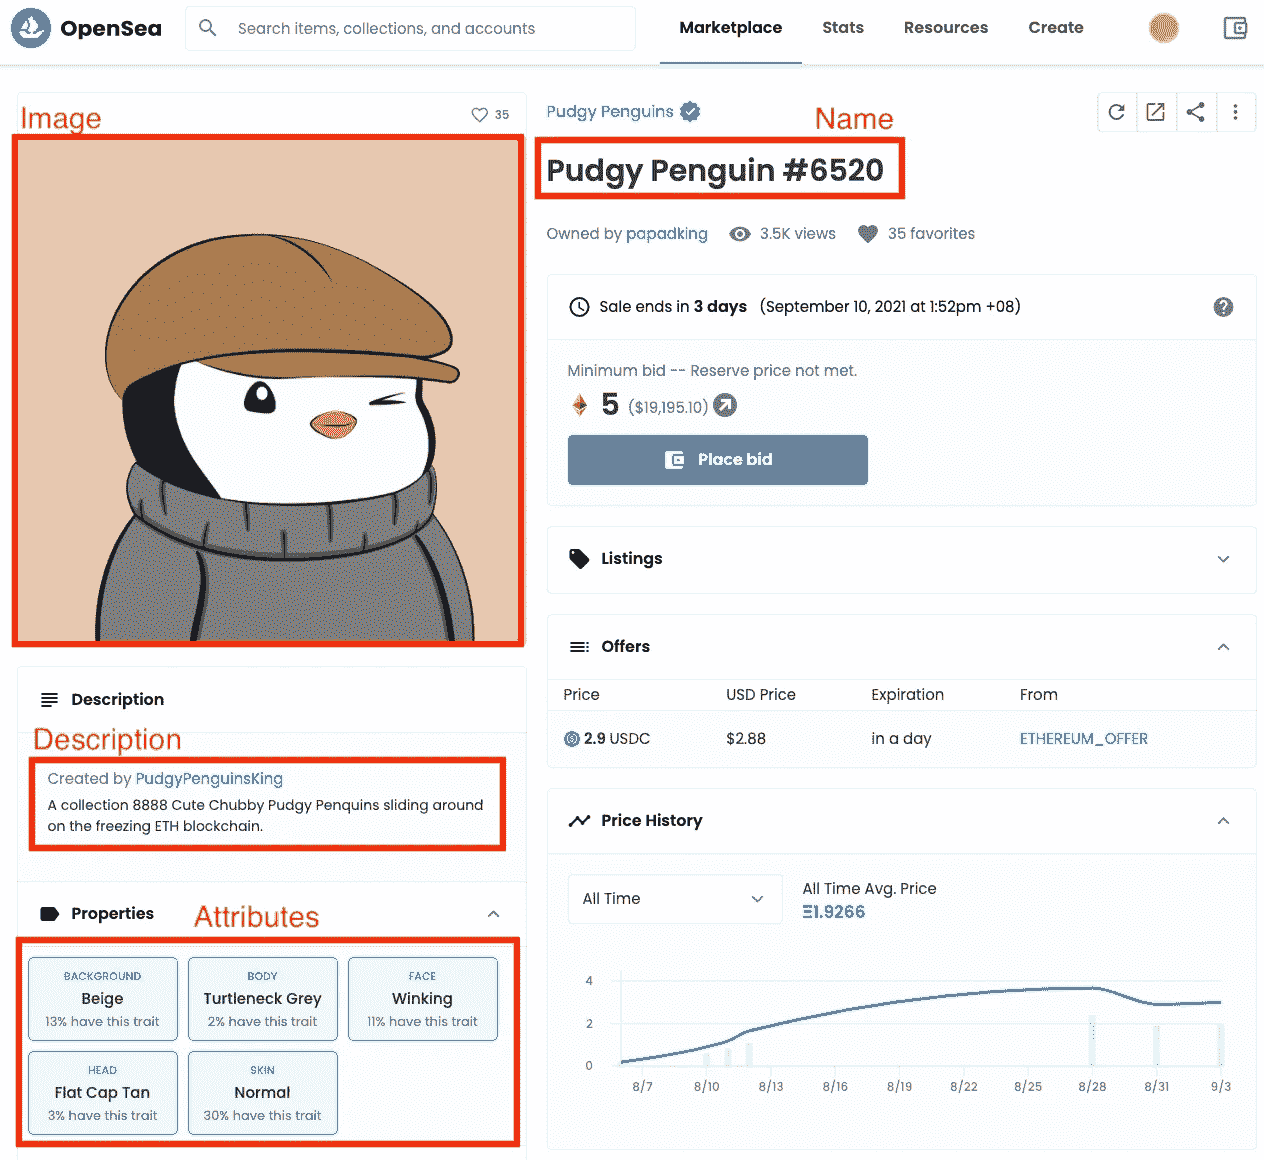 OpenSea
Search items, collections, and accounts
Marketplace
Stats
Resources
Create
Image
35
Pudgy Penguins
Name
Pudgy Penguin #6520
Owned by papadking
3.5K views
35 favorites
Sale ends in 3 days (September 10, 2021 at 1:52pm +08)
?
Minimum bid -- Reserve price not met.
5 ($19,195.10)
Place bid
Listings
Offers
Price
USD Price
Expiration
From
2.9 USDC
$2.88
in a day
ETHEREUM_OFFER
Description
Description
Created by PudgyPenguinsKing
A collection 8888 Cute Chubby Pudgy Penquins sliding around
on the freezing ETH blockchain.
Properties
Attributes
BACKGROUND
Beige
13% have this trait
BODY
Turtleneck Grey
2% have this trait
FACE
Winking
11% have this trait
HEAD
Flat Cap Tan
3% have this trait
SKIN
Normal
30% have this trait
Price History
All Time
All Time Avg. Price
Ξ1.9266
4
2
0
8/7
8/10
8/13
8/16
8/19
8/22
8/25
8/28
8/31
9/3